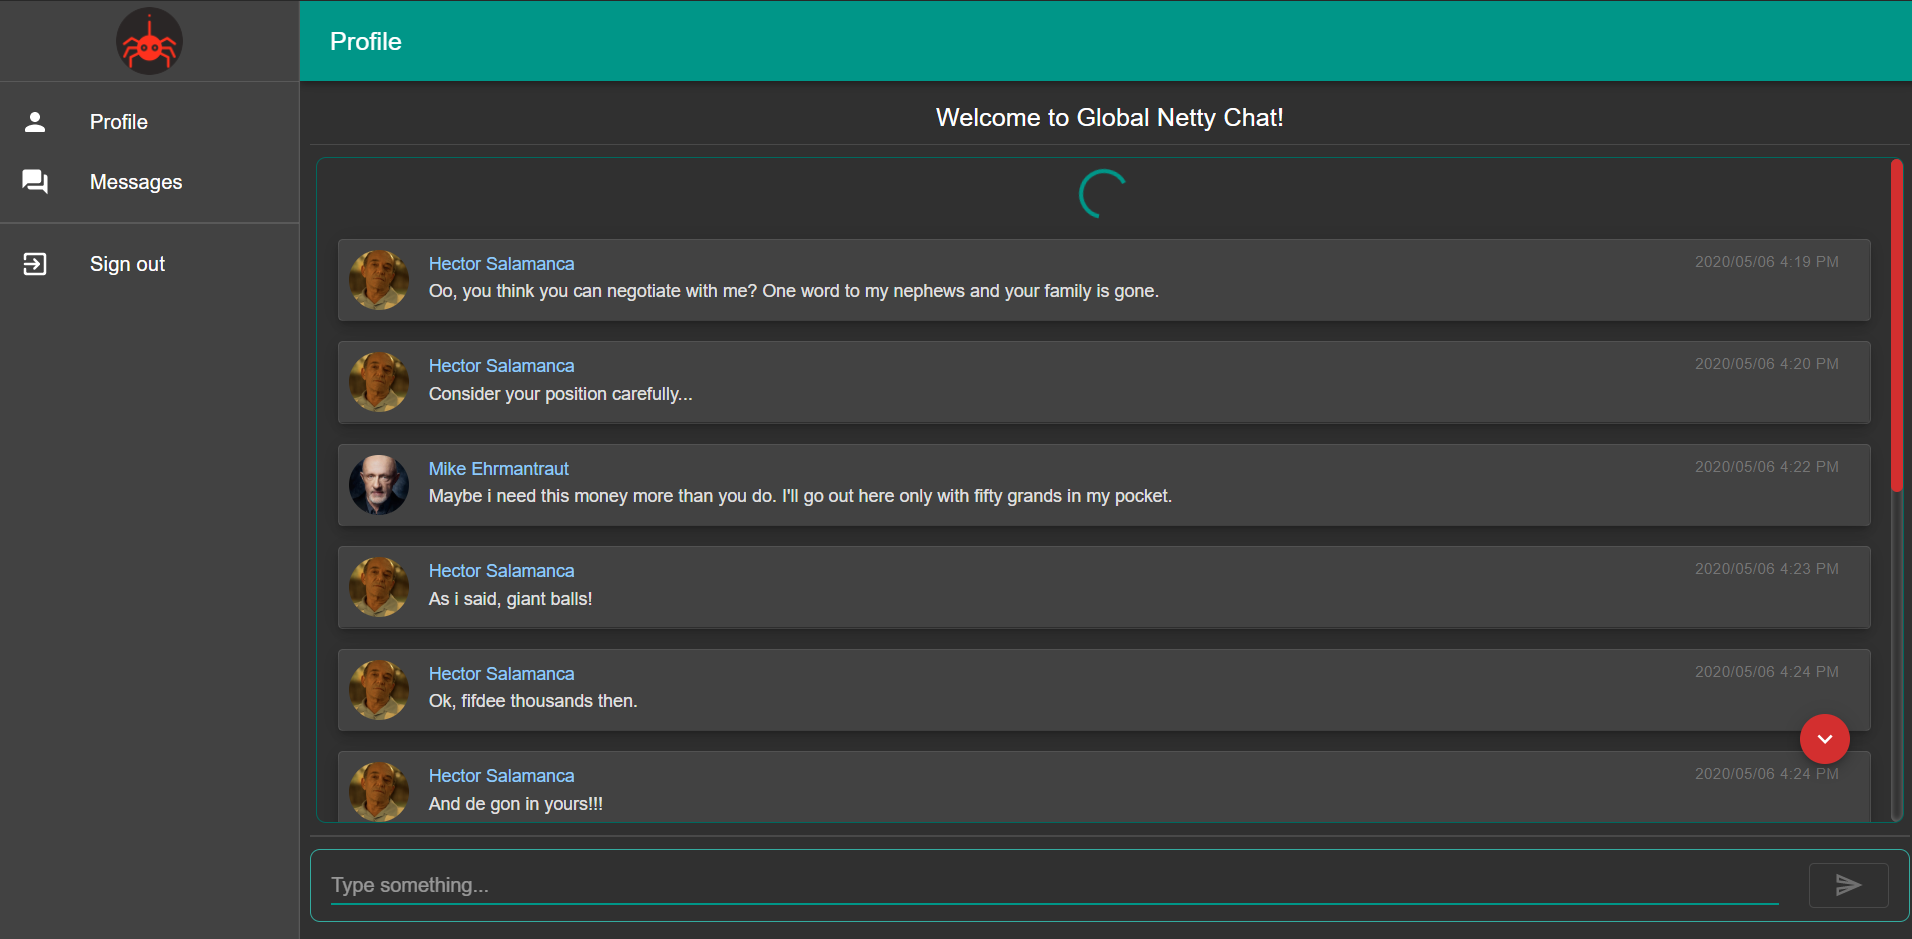 Profile
Profile
Messages
Sign out
Welcome to Global Netty Chat!
Hector Salamanca
2020/05/06 4:19 PM
Oo, you think you can negotiate with me? One word to my nephews and your family is gone.
Hector Salamanca
2020/05/06 4:20 PM
Consider your position carefully...
Mike Ehrmantraut
2020/05/06 4:22 PM
Maybe i need this money more than you do. I'll go out here only with fifty grands in my pocket.
Hector Salamanca
2020/05/06 4:23 PM
As i said, giant balls!
Hector Salamanca
2020/05/06 4:24 PM
Ok, fifdee thousands then.
Hector Salamanca
2020/05/06 4:24 PM
And de gon in yours!!!
Type something...